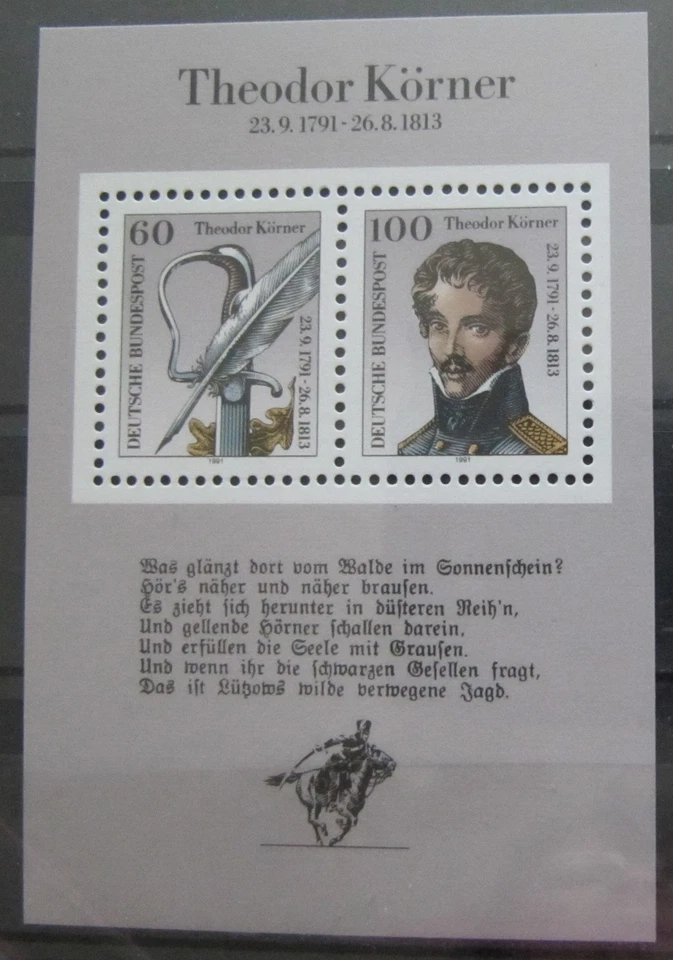 Theodor Körner
23.9.1791-26.8.1813
60 Theodor Körner
DEUTSCHE BUNDESPOST
23.9.1791-26.8.1813
1991
100 Theodor Körner
DEUTSCHE BUNDESPOST
23.9.1791-26.8.1813
1991
Was glänzt dort vom Walde im Sonnenſchein?
Hör's näher und näher brauſen.
Es zieht ſich herunter in düſteren Reih'n,
Und gellende Hörner ſchallen darein,
Und erfüllen die Seele mit Grauſen.
Und wenn ihr die ſchwarzen Geſellen fragt,
Das iſt Lützows wilde verwegene Jagd.